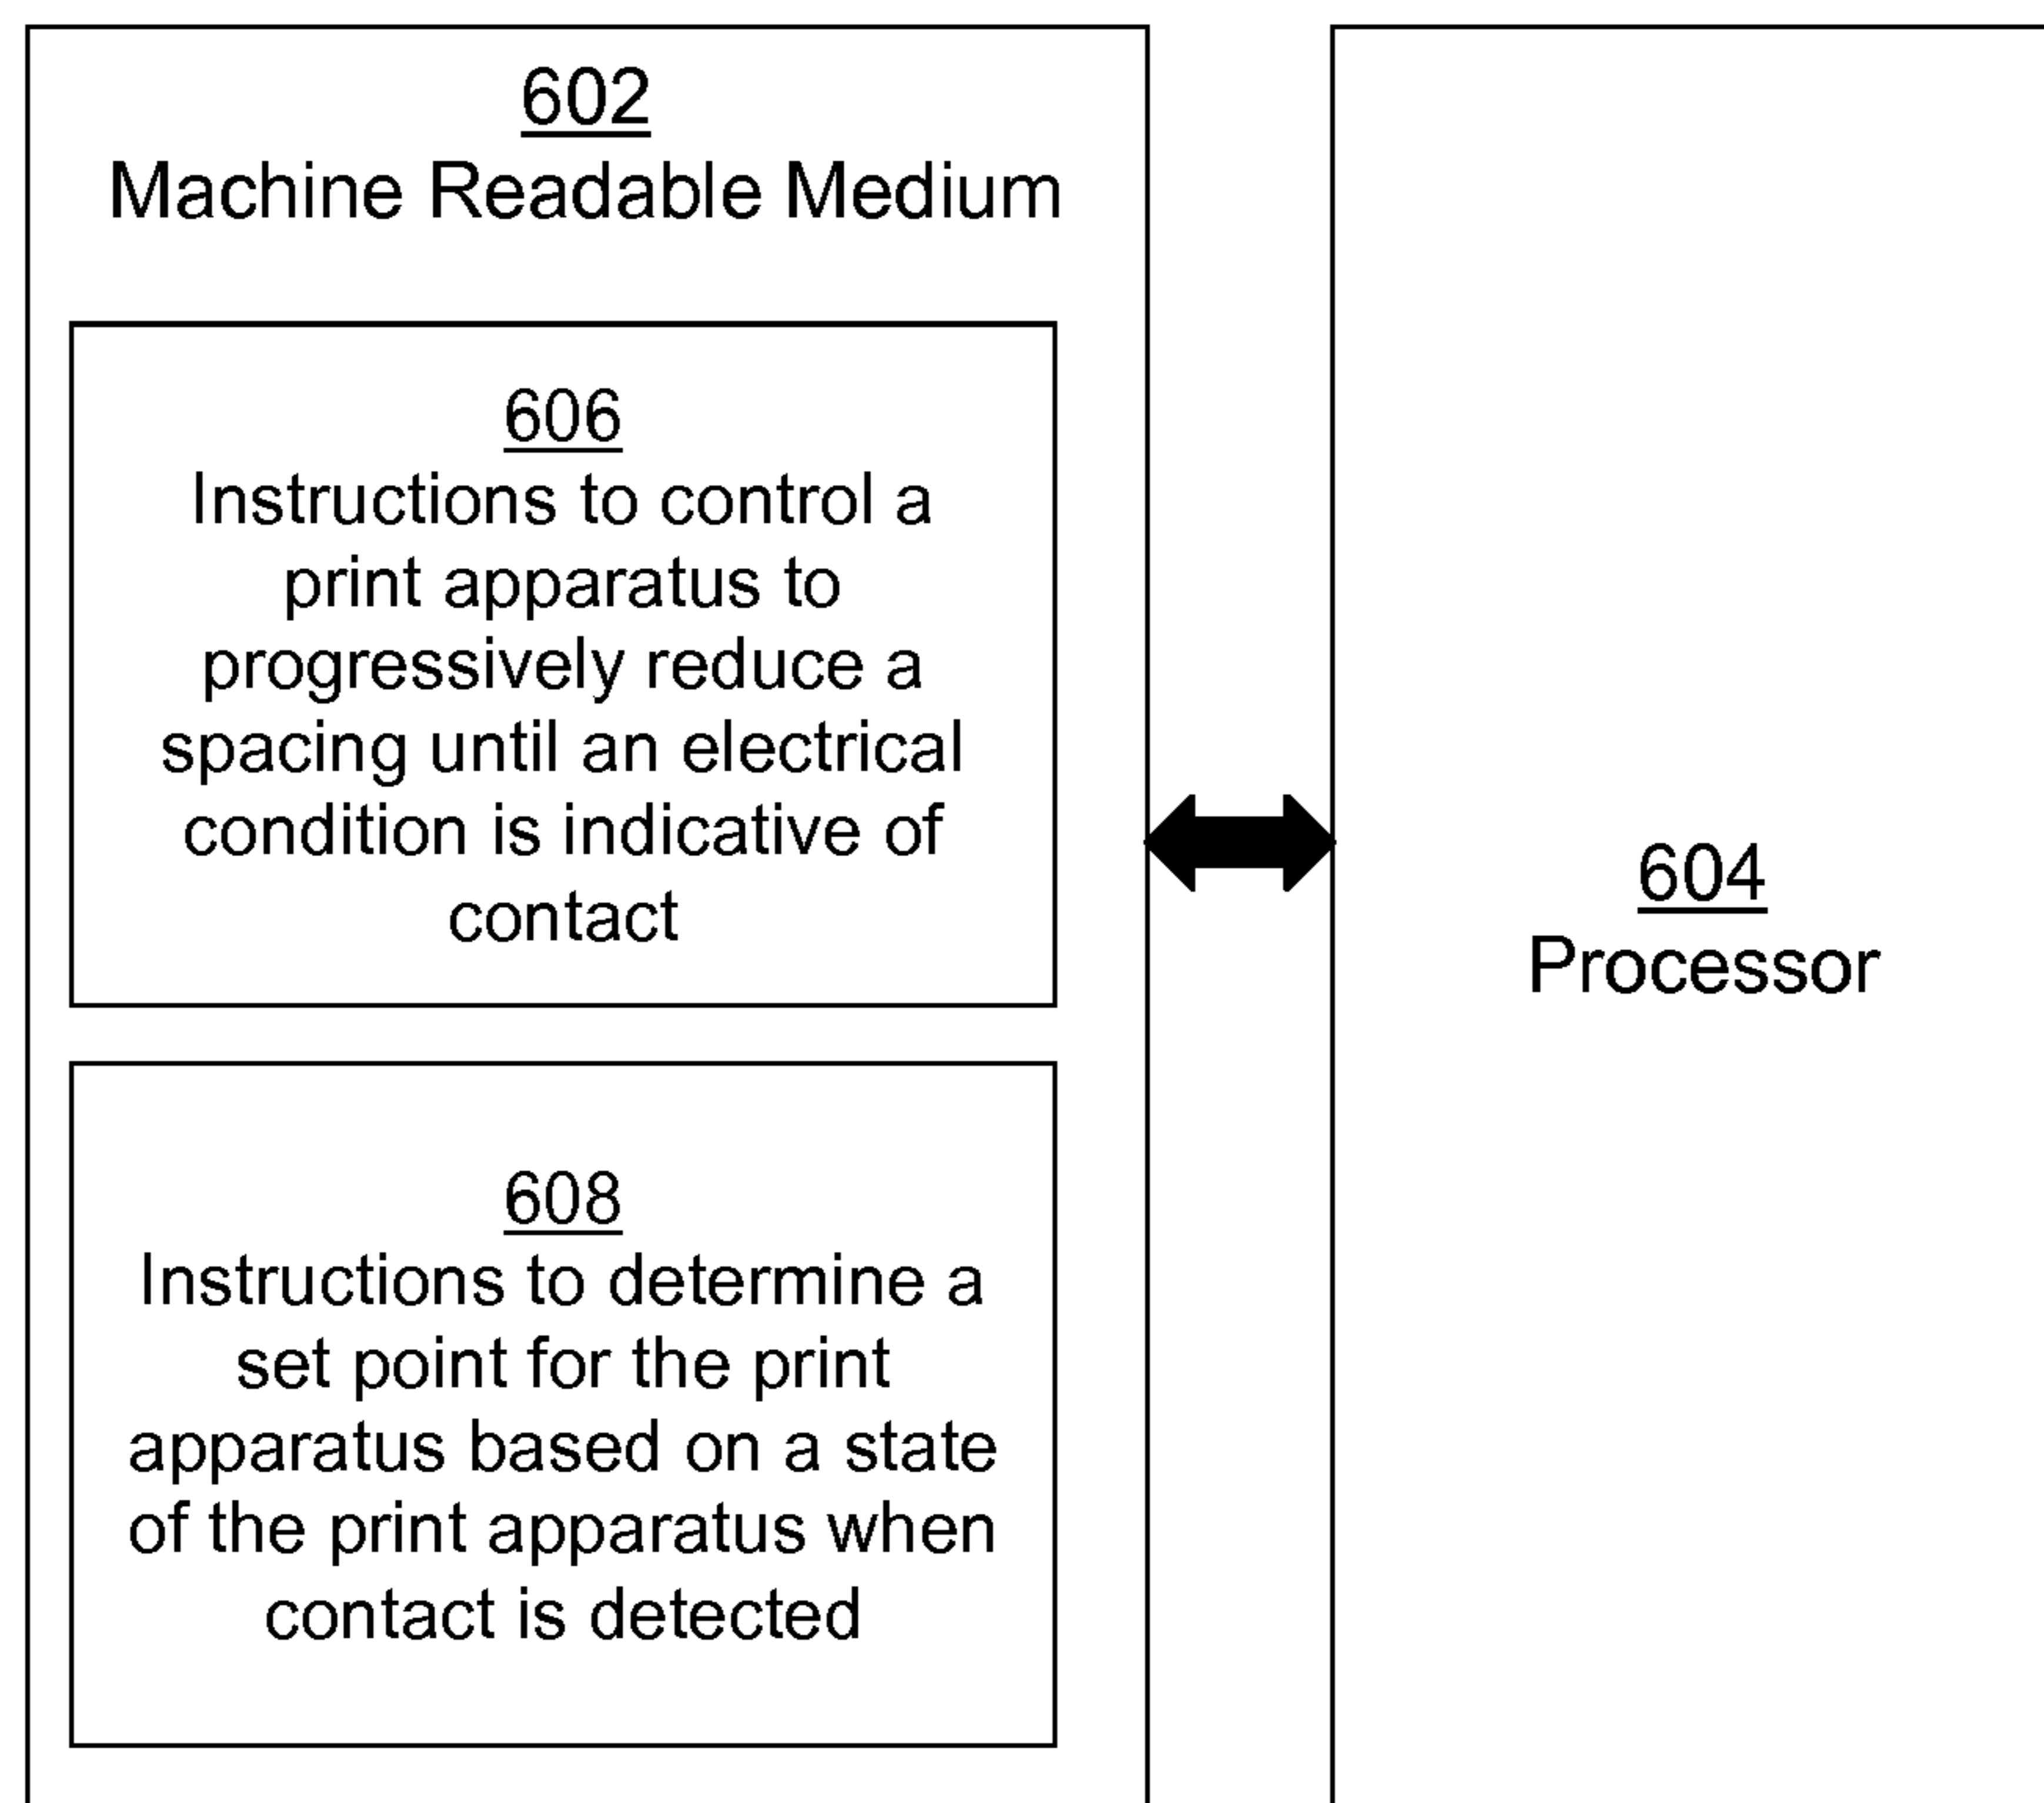 602
Machine Readable Medium
606
Instructions to control a
print apparatus to
progressively reduce a
spacing until an electrical
condition is indicative of
contact
608
Instructions to determine a
set point for the print
apparatus based on a state
of the print apparatus when
contact is detected
604
Processor